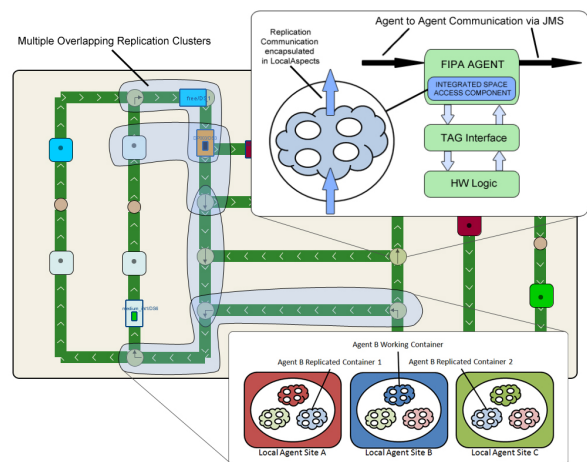 Multiple Overlapping Replication Clusters
Replication
Communication
encapsulated
in LocalAspects
Agent to Agent Communication via JMS
FIPA AGENT
INTEGRATED SPACE
ACCESS COMPONENT
TAG Interface
HW Logic
Agent B Working Container
Agent B Replicated Container 1
Agent B Replicated Container 2
Local Agent Site A
Local Agent Site B
Local Agent Site C